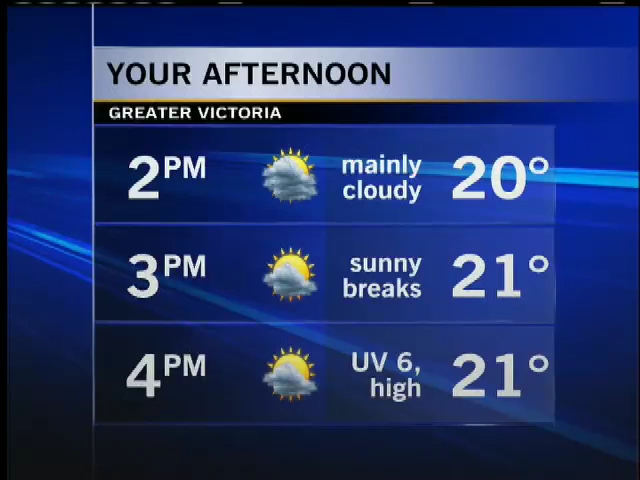 YOUR AFTERNOON
GREATER VICTORIA
2PM mainly cloudy 20°
3PM sunny breaks 21°
4PM UV 6, high 21°